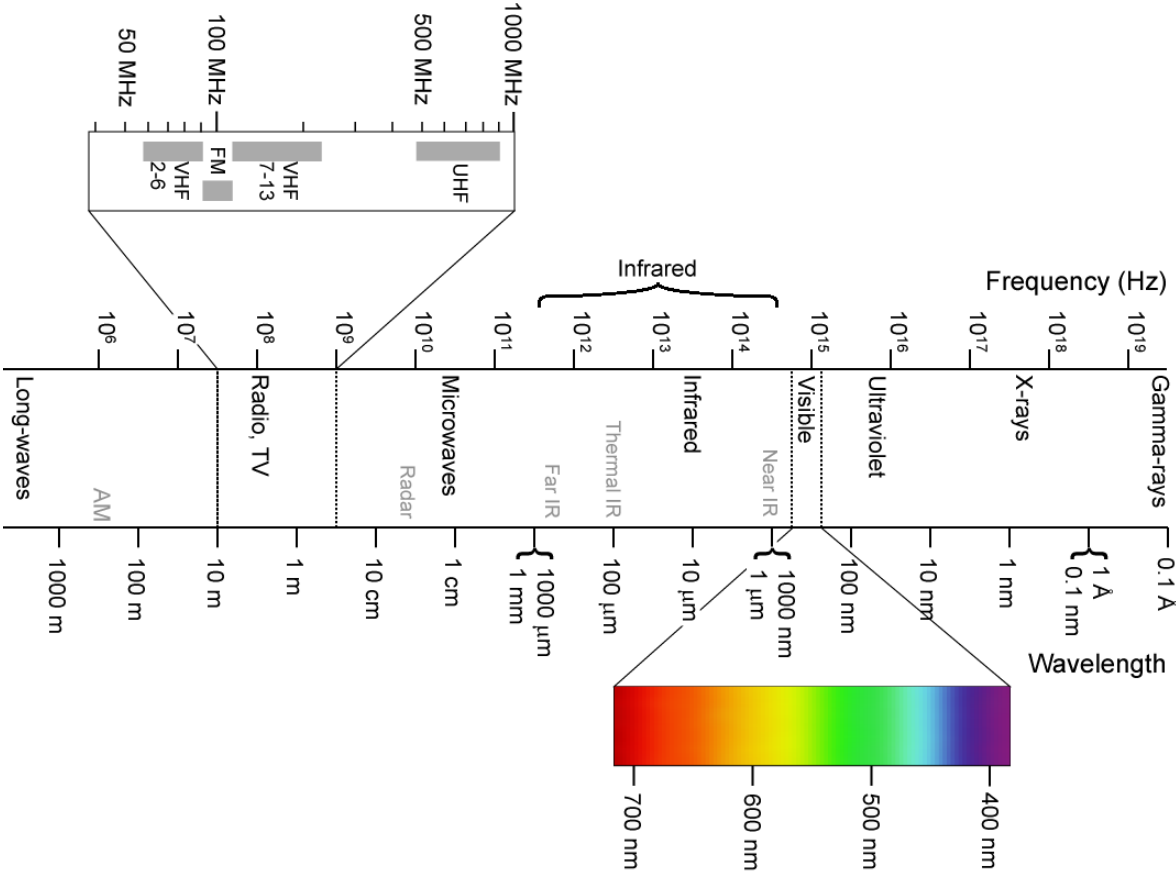 50 MHz
100 MHz
500 MHz
1000 MHz
VHF
2-6
FM
VHF
7-13
UHF
Infrared
Frequency (Hz)
10⁶
10⁷
10⁸
10⁹
10¹⁰
10¹¹
10¹²
10¹³
10¹⁴
10¹⁵
10¹⁶
10¹⁷
10¹⁸
10¹⁹
Long-waves
Radio, TV
Microwaves
Infrared
Visible
Ultraviolet
X-rays
Gamma-rays
AM
Radar
Far IR
Thermal IR
Near IR
1000 m
100 m
10 m
1 m
10 cm
1 cm
1000 µm
1 mm
100 µm
10 µm
1000 nm
1 µm
100 nm
10 nm
1 nm
1 Å
0.1 nm
0.1 Å
Wavelength
700 nm
600 nm
500 nm
400 nm